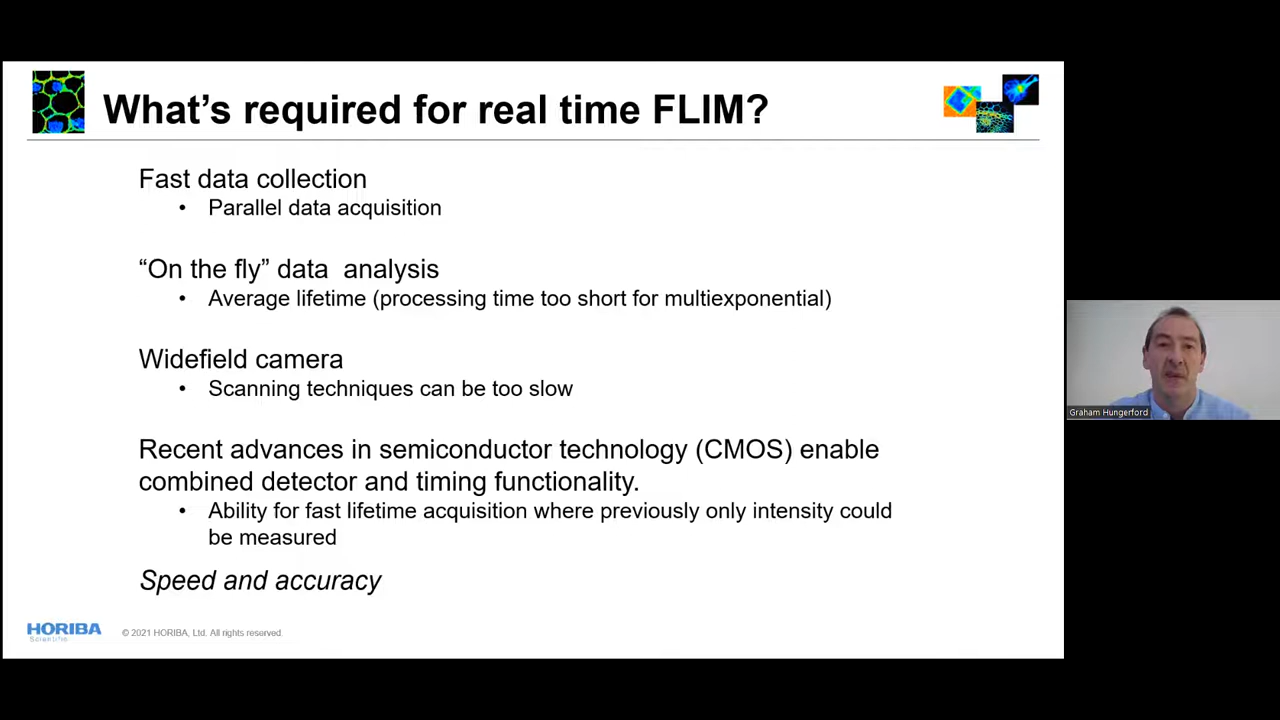 What's required for real time FLIM?
Fast data collection
• Parallel data acquisition
“On the fly” data  analysis
• Average lifetime (processing time too short for multiexponential)
Widefield camera
• Scanning techniques can be too slow
Recent advances in semiconductor technology (CMOS) enable
combined detector and timing functionality.
• Ability for fast lifetime acquisition where previously only intensity could
be measured
Speed and accuracy
HORIBA
Scientific
© 2021 HORIBA, Ltd. All rights reserved.
Graham Hungerford